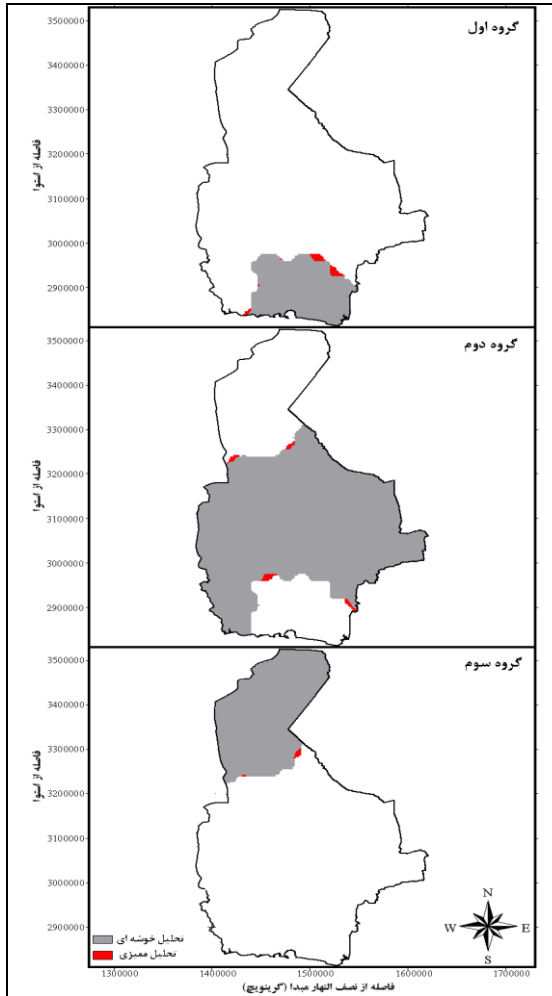 گروه اول
3500000
3400000
3300000
3200000
3100000
3000000
2900000
فاصله از استوا
گروه دوم
3500000
3400000
3300000
3200000
3100000
3000000
2900000
فاصله از استوا
گروه سوم
3500000
3400000
3300000
3200000
3100000
3000000
2900000
فاصله از استوا
تحلیل خوشه ای
تحلیل ممیزی
N
W E
S
1300000 1400000 1500000 1600000 1700000
فاصله از نصف النهار مبدا (گرینویچ)